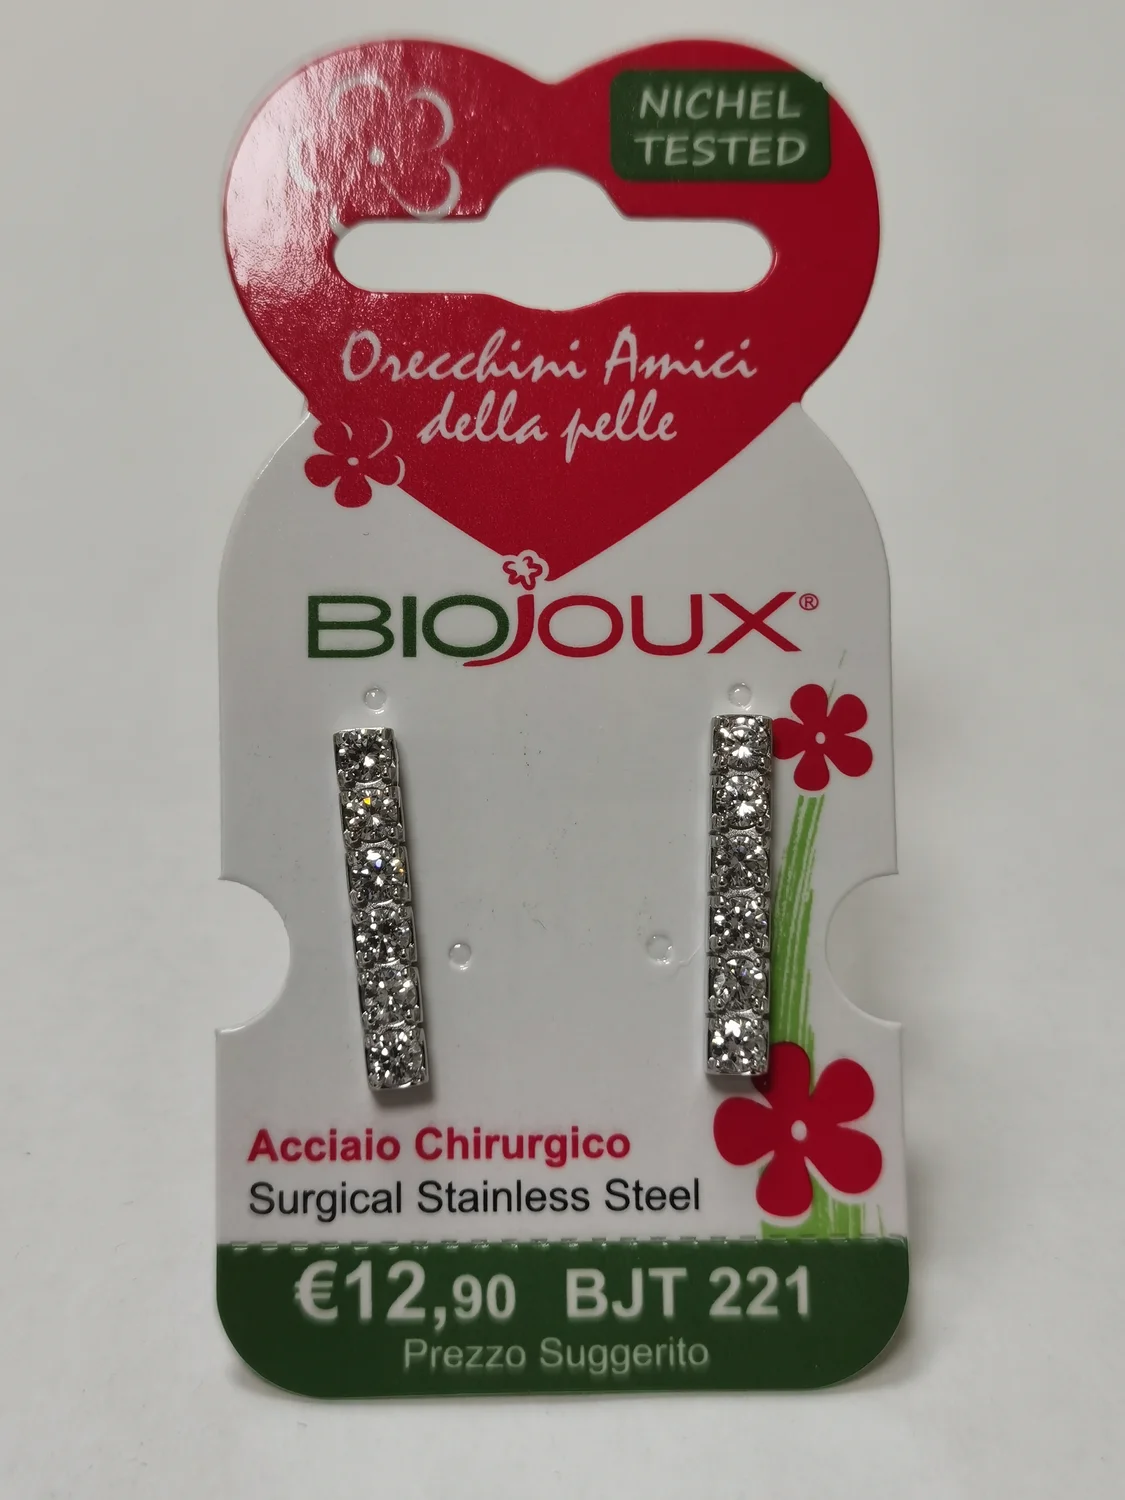 NICHEL
TESTED
Orecchini Amici
della pelle
BIOJOUX®
Acciaio Chirurgico
Surgical Stainless Steel
€12,90 BJT 221
Prezzo Suggerito